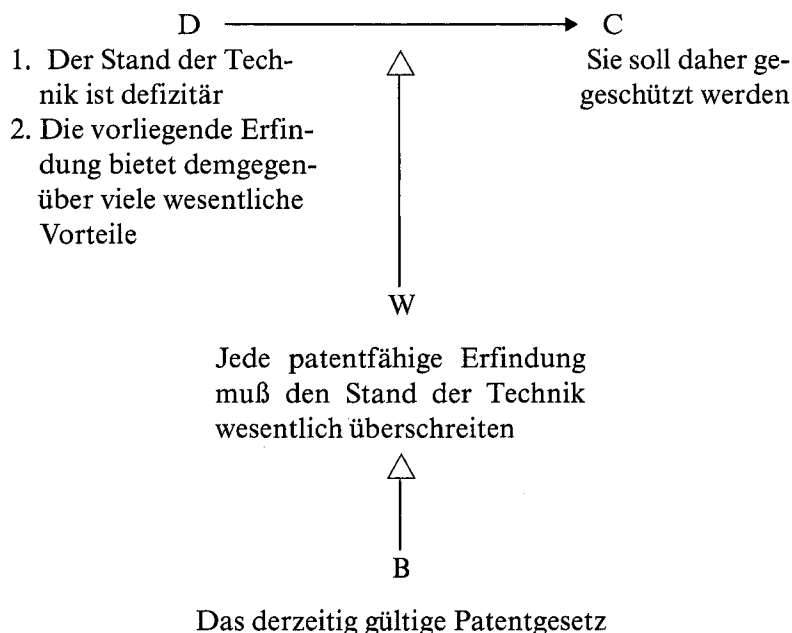 D C
1. Der Stand der Tech-
nik ist defizitär
2. Die vorliegende Erfin-
dung bietet demgegen-
über viele wesentliche
Vorteile
Sie soll daher ge-
geschützt werden
W
Jede patentfähige Erfindung
muß den Stand der Technik
wesentlich überschreiten
B
Das derzeitig gültige Patentgesetz